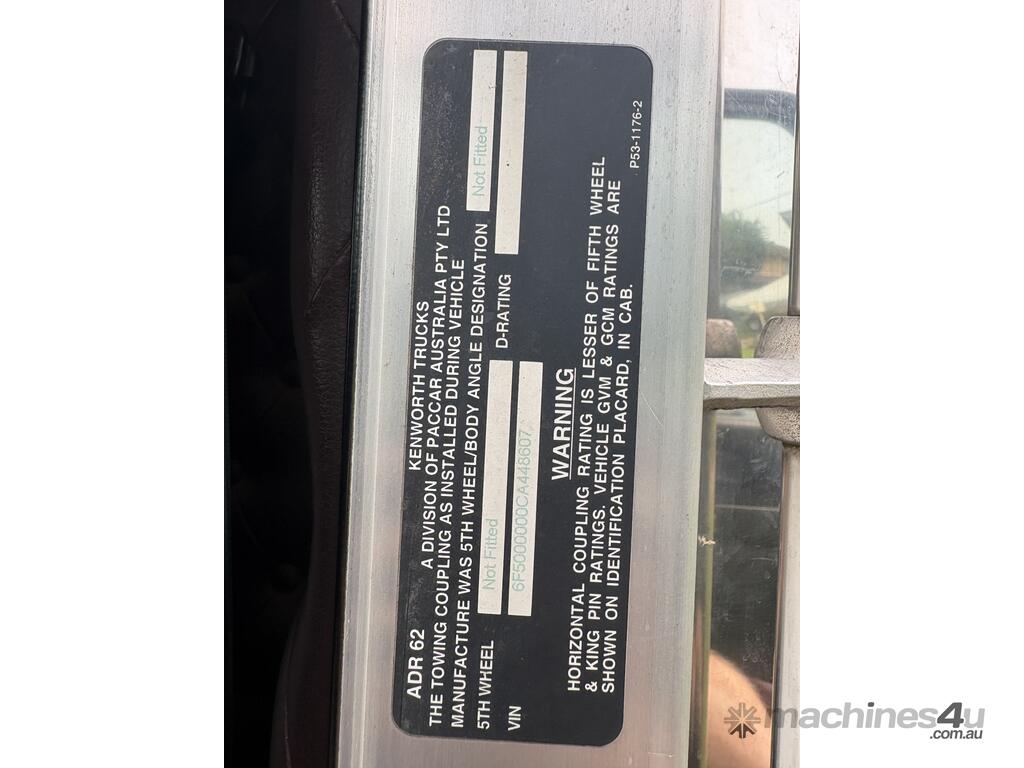 ADR 62 KENWORTH TRUCKS
A DIVISION OF PACCAR AUSTRALIA PTY LTD
THE TOWING COUPLING AS INSTALLED DURING VEHICLE
MANUFACTURE WAS 5TH WHEEL/BODY ANGLE DESIGNATION Not Fitted
5TH WHEEL Not Fitted D-RATING
VIN 6F5000000CA448607
WARNING
HORIZONTAL COUPLING RATING IS LESSER OF FIFTH WHEEL
& KING PIN RATINGS. VEHICLE GVM & GCM RATINGS ARE
SHOWN ON IDENTIFICATION PLACARD, IN CAB.
P53-1176-2
machines4u
.com.au